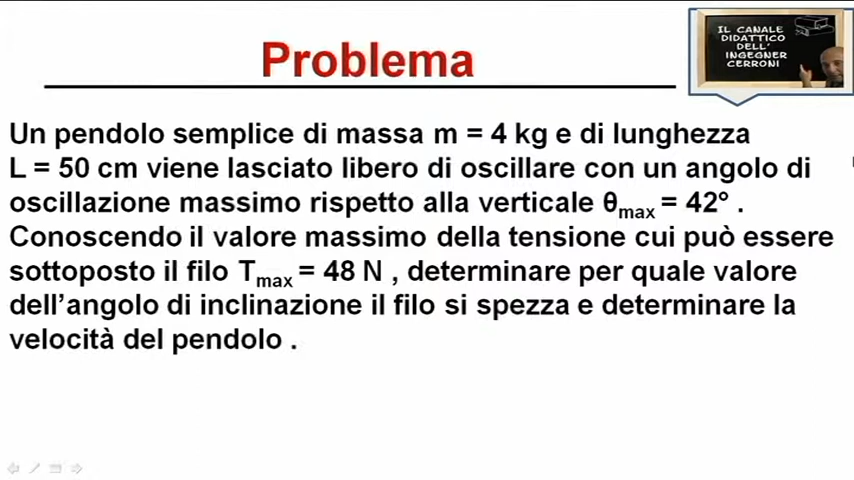 Problema
IL CANALE
DIDATTICO
DELL'
INGEGNER
CERRONI
Un pendolo semplice di massa m = 4 kg e di lunghezza
L = 50 cm viene lasciato libero di oscillare con un angolo di
oscillazione massimo rispetto alla verticale θmax = 42° .
Conoscendo il valore massimo della tensione cui può essere
sottoposto il filo Tmax = 48 N , determinare per quale valore
dell’angolo di inclinazione il filo si spezza e determinare la
velocità del pendolo .